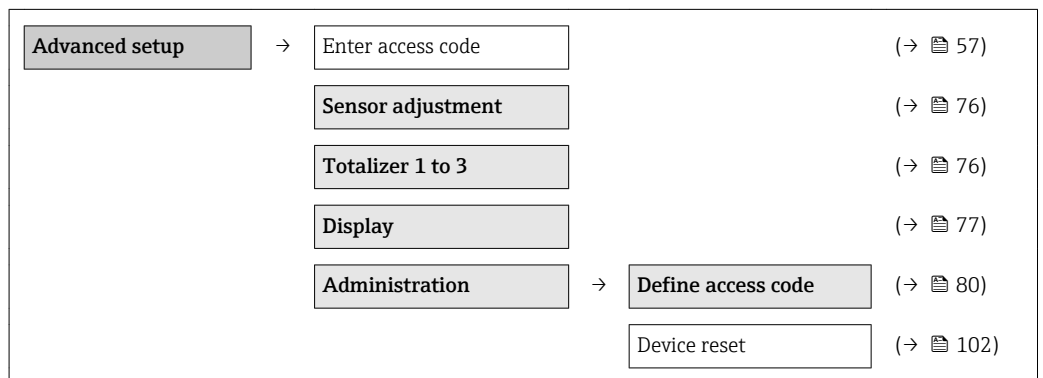 Advanced setup → Enter access code (→ 57)
Sensor adjustment (→ 76)
Totalizer 1 to 3 (→ 76)
Display (→ 77)
Administration → Define access code (→ 80)
Device reset (→ 102)